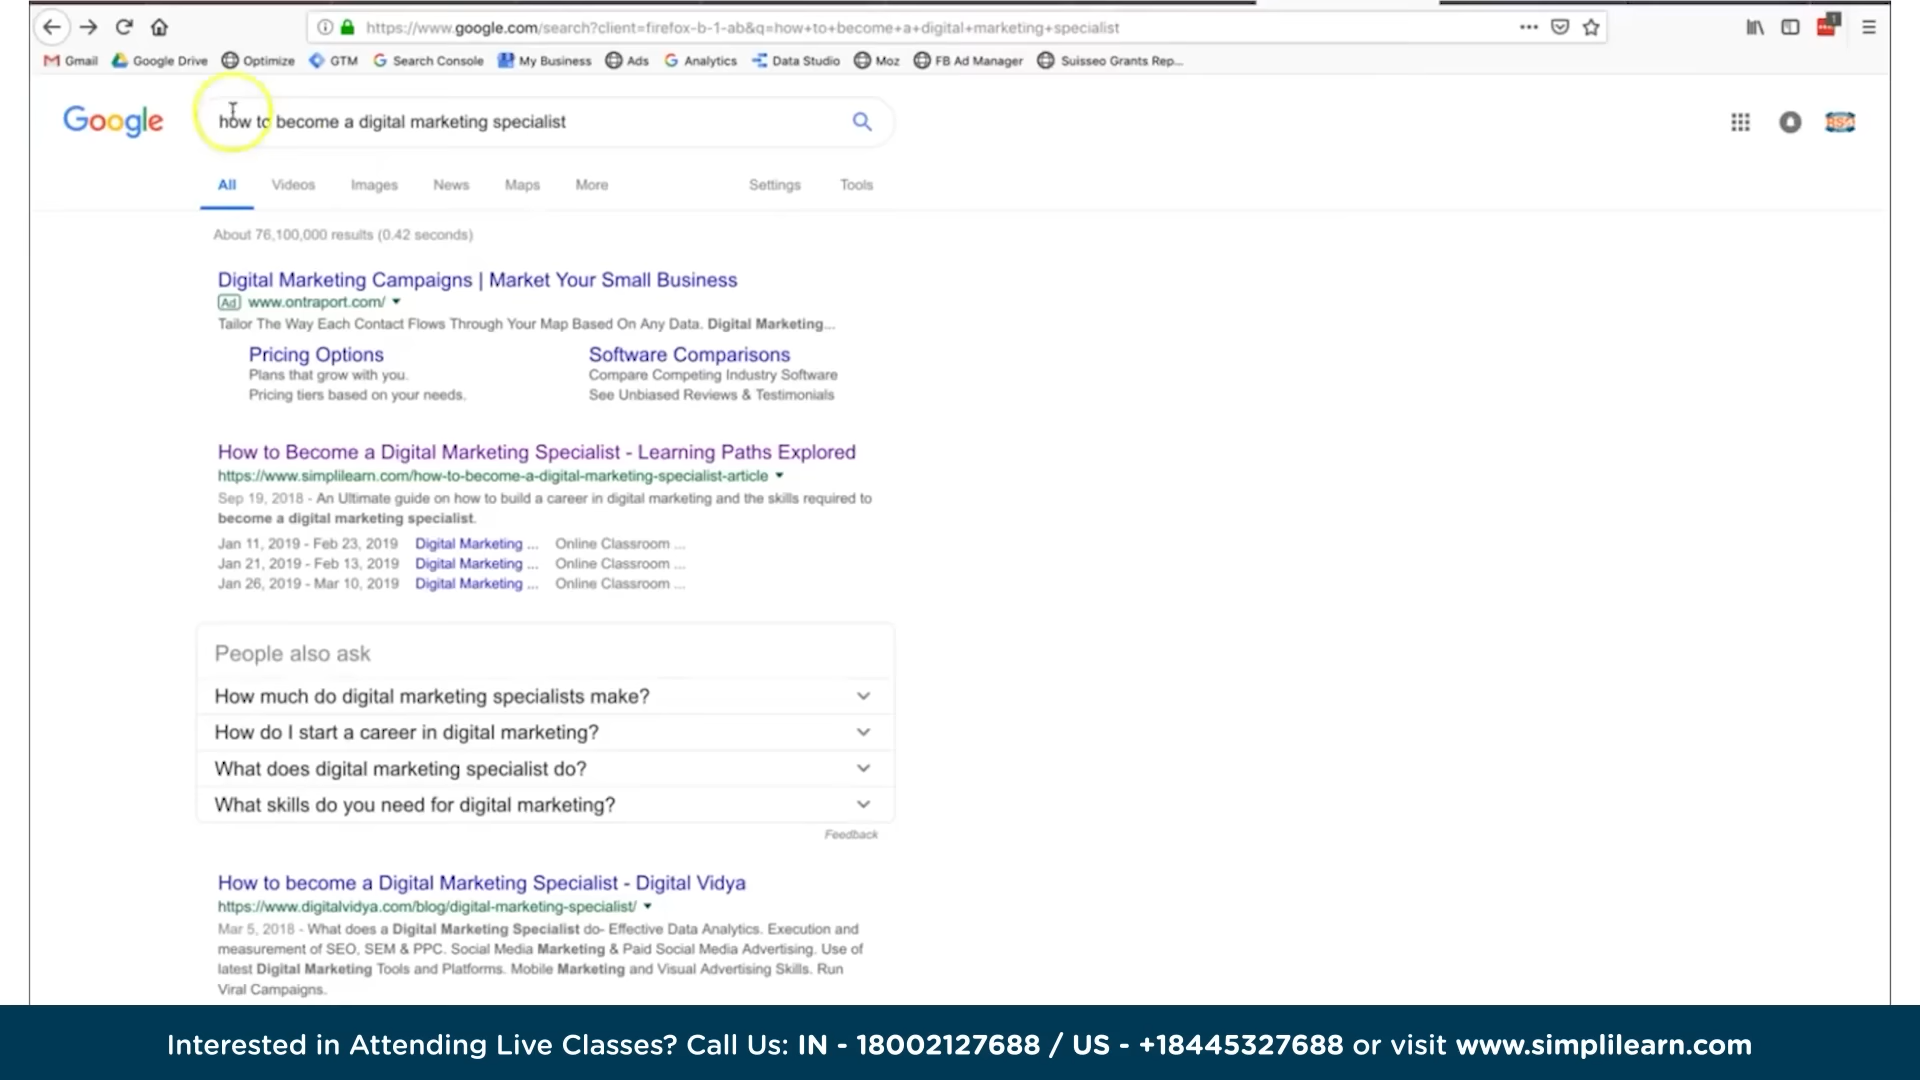 https://www.google.com/search?client=firefox-b-1-ab&q=how+to+become+a+digital+marketing+specialist
1
Gmail Google Drive Optimize GTM Search Console My Business Ads Analytics Data Studio Moz FB Ad Manager Suisseo Grants Rep...
Google how to become a digital marketing specialist
All Videos Images News Maps More Settings Tools
About 76,100,000 results (0.42 seconds)
Digital Marketing Campaigns | Market Your Small Business
Ad www.ontraport.com/
Tailor The Way Each Contact Flows Through Your Map Based On Any Data. Digital Marketing...
Pricing Options Software Comparisons
Plans that grow with you. Compare Competing Industry Software
Pricing tiers based on your needs. See Unbiased Reviews & Testimonials
How to Become a Digital Marketing Specialist - Learning Paths Explored
https://www.simplilearn.com/how-to-become-a-digital-marketing-specialist-article
Sep 19, 2018 - An Ultimate guide on how to build a career in digital marketing and the skills required to
become a digital marketing specialist.
Jan 11, 2019 - Feb 23, 2019 Digital Marketing ... Online Classroom ...
Jan 21, 2019 - Feb 13, 2019 Digital Marketing ... Online Classroom ...
Jan 26, 2019 - Mar 10, 2019 Digital Marketing ... Online Classroom ...
People also ask
How much do digital marketing specialists make?
How do I start a career in digital marketing?
What does digital marketing specialist do?
What skills do you need for digital marketing?
Feedback
How to become a Digital Marketing Specialist - Digital Vidya
https://www.digitalvidya.com/blog/digital-marketing-specialist/
Mar 5, 2018 - What does a Digital Marketing Specialist do- Effective Data Analytics. Execution and
measurement of SEO, SEM & PPC. Social Media Marketing & Paid Social Media Advertising. Use of
latest Digital Marketing Tools and Platforms. Mobile Marketing and Visual Advertising Skills. Run
Viral Campaigns.
Interested in Attending Live Classes? Call Us: IN - 18002127688 / US - +18445327688 or visit www.simplilearn.com